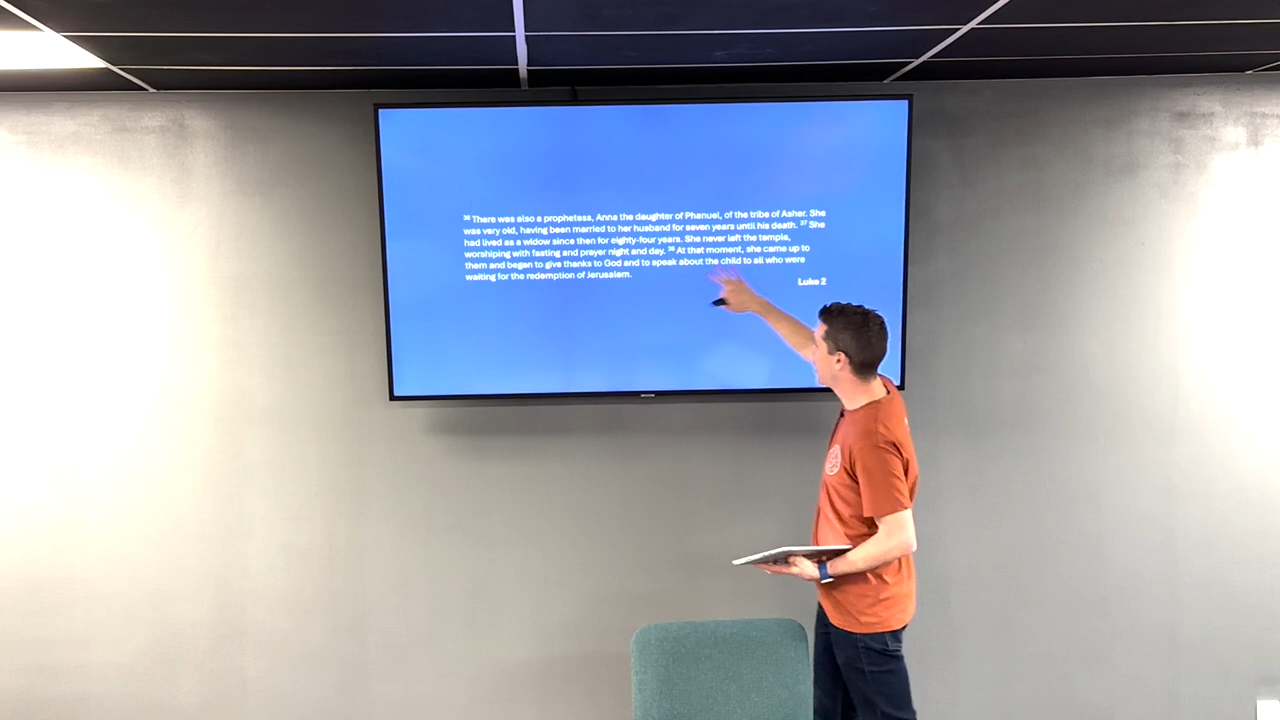 36 There was also a prophetess, Anna the daughter of Phanuel, of the tribe of Asher. She
was very old, having been married to her husband for seven years until his death. 37 She
had lived as a widow since then for eighty-four years. She never left the temple,
worshiping with fasting and prayer night and day. 38 At that moment, she came up to
them and began to give thanks to God and to speak about the child to all who were
waiting for the redemption of Jerusalem.
Luke 2